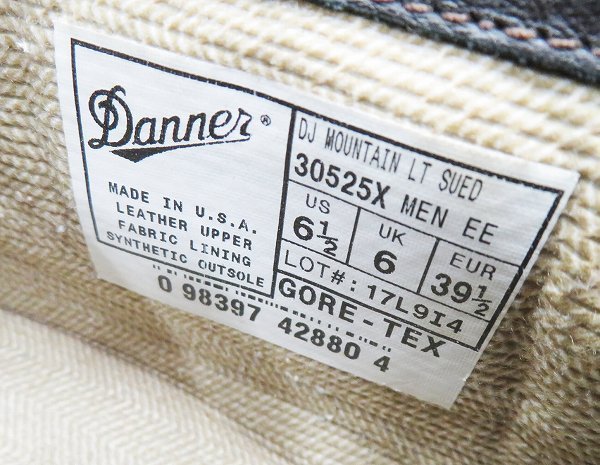 Danner®
MADE IN U.S.A.
LEATHER UPPER
FABRIC LINING
SYNTHETIC OUTSOLE
DJ MOUNTAIN LT SUED
30525X MEN EE
US UK EUR
6½ 6 39½
LOT#: 17L9I4
GORE-TEX
0 98397 42880 4